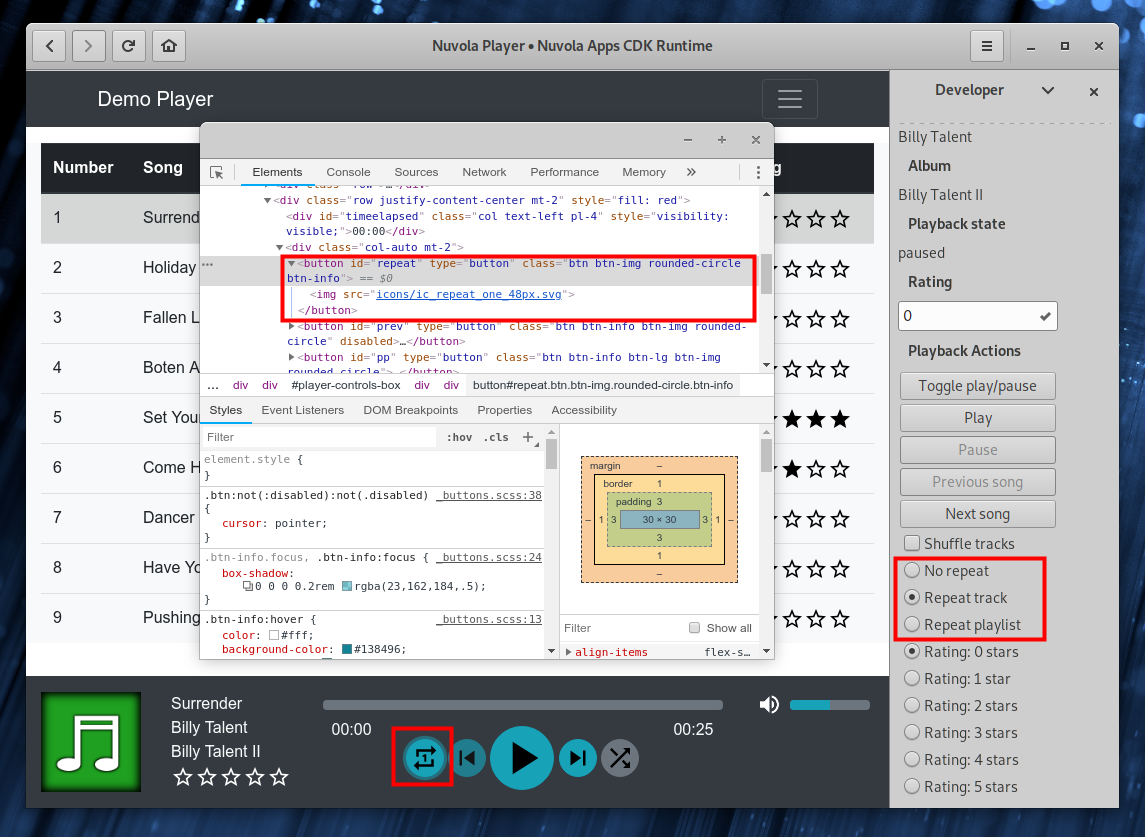 Nuvola Player • Nuvola Apps CDK Runtime
Demo Player
Number Song
1 Surrend
2 Holiday
3 Fallen L
4 Boten A
5 Set You
6 Come H
7 Dancer
8 Have Yo
9 Pushing
g
Elements Console Sources Network Performance Memory »
<div class="row justify-content-center mt-2" style="fill: red">
<div id="timeelapsed" class="col text-left pl-4" style="visibility:
visible;">00:00</div>
<div class="col-auto mt-2">
<button id="repeat" type="button" class="btn btn-img rounded-circle
btn-info"> == $0
<img src="icons/ic_repeat_one_48px.svg">
</button>
<button id="prev" type="button" class="btn btn-info btn-img rounded-
circle" disabled>…</button>
<button id="pp" type="button" class="btn btn-info btn-lg btn-img
rounded-circle">…</button>
... div div #player-controls-box div div button#repeat.btn.btn-img.rounded-circle.btn-info
Styles Event Listeners DOM Breakpoints Properties Accessibility
Filter :hov .cls +
element.style {
}
.btn:not(:disabled):not(.disabled) _buttons.scss:38
{
cursor: pointer;
}
.btn-info.focus, .btn-info:focus { _buttons.scss:24
box-shadow:
0 0 0 0.2rem rgba(23,162,184,.5);
}
.btn-info:hover { _buttons.scss:13
color: #fff;
background-color: #138496;
margin –
border 1
padding 3
– 1 3 30 × 30 3 1 –
3
1
–
Filter Show all
align-items flex-s…
Surrender
Billy Talent
Billy Talent II
00:00 00:25
1
Developer
Billy Talent
Album
Billy Talent II
Playback state
paused
Rating
0
Playback Actions
Toggle play/pause
Play
Pause
Previous song
Next song
Shuffle tracks
No repeat
Repeat track
Repeat playlist
Rating: 0 stars
Rating: 1 star
Rating: 2 stars
Rating: 3 stars
Rating: 4 stars
Rating: 5 stars